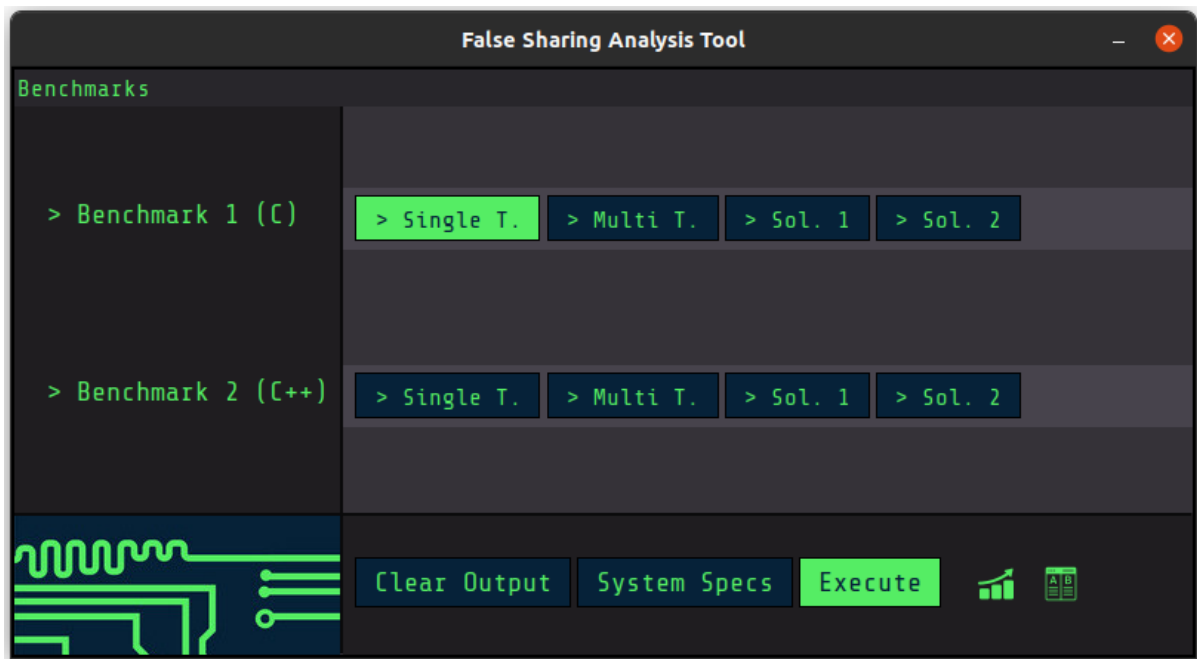 False Sharing Analysis Tool
Benchmarks
> Benchmark 1 (C)
> Single T. > Multi T. > Sol. 1 > Sol. 2
> Benchmark 2 (C++)
> Single T. > Multi T. > Sol. 1 > Sol. 2
Clear Output System Specs Execute
A B